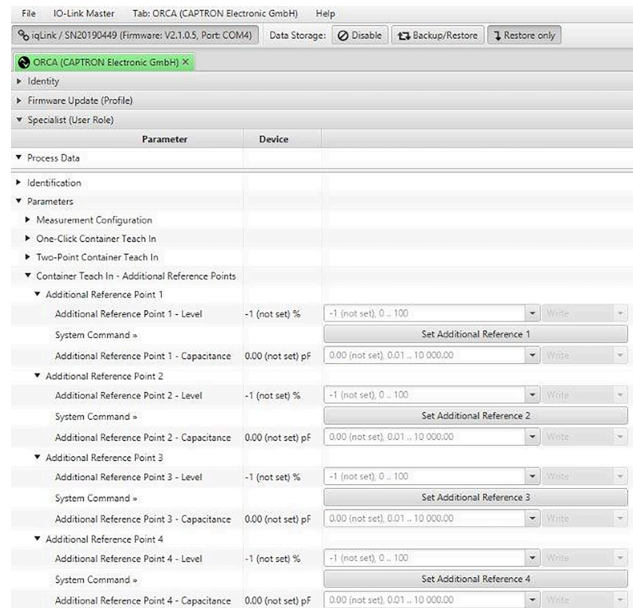 File IO-Link Master Tab: ORCA (CAPTRON Electronic GmbH) Help
iqLink / SN20190449 (Firmware: V2.1.0.5, Port: COM4) Data Storage: Disable Backup/Restore Restore only
ORCA (CAPTRON Electronic GmbH) ×
Identity
Firmware Update (Profile)
Specialist (User Role)
Parameter Device
Process Data
Identification
Parameters
Measurement Configuration
One-Click Container Teach In
Two-Point Container Teach In
Container Teach In - Additional Reference Points
Additional Reference Point 1
Additional Reference Point 1 - Level -1 (not set) % -1 (not set), 0 .. 100 Write
System Command » Set Additional Reference 1
Additional Reference Point 1 - Capacitance 0.00 (not set) pF 0.00 (not set), 0.01 .. 10 000.00 Write
Additional Reference Point 2
Additional Reference Point 2 - Level -1 (not set) % -1 (not set), 0 .. 100 Write
System Command » Set Additional Reference 2
Additional Reference Point 2 - Capacitance 0.00 (not set) pF 0.00 (not set), 0.01 .. 10 000.00 Write
Additional Reference Point 3
Additional Reference Point 3 - Level -1 (not set) % -1 (not set), 0 .. 100 Write
System Command » Set Additional Reference 3
Additional Reference Point 3 - Capacitance 0.00 (not set) pF 0.00 (not set), 0.01 .. 10 000.00 Write
Additional Reference Point 4
Additional Reference Point 4 - Level -1 (not set) % -1 (not set), 0 .. 100 Write
System Command » Set Additional Reference 4
Additional Reference Point 4 - Capacitance 0.00 (not set) pF 0.00 (not set), 0.01 .. 10 000.00 Write